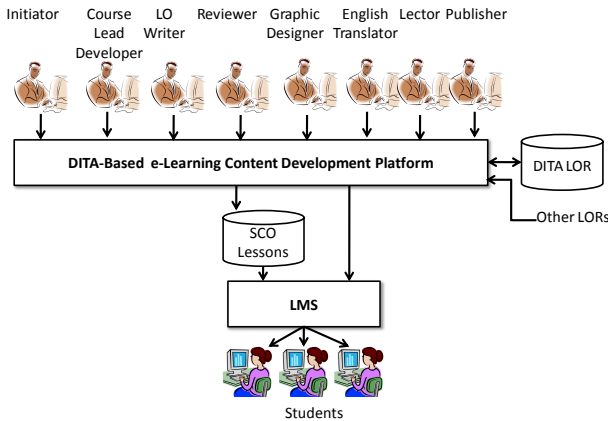 Initiator
Course
Lead
Developer
LO
Writer
Reviewer
Graphic
Designer
English
Translator
Lector
Publisher
DITA-Based e-Learning Content Development Platform
DITA LOR
Other LORs
SCO
Lessons
LMS
Students